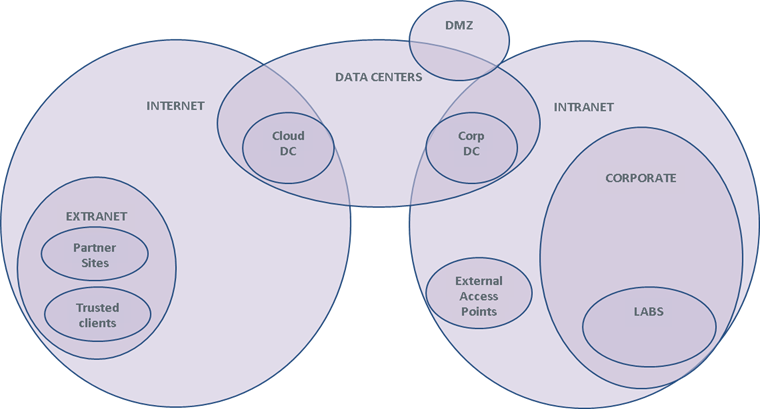 DMZ
DATA CENTERS
INTERNET
INTRANET
Cloud
DC
Corp
DC
CORPORATE
EXTRANET
Partner
Sites
External
Access
Points
Trusted
clients
LABS